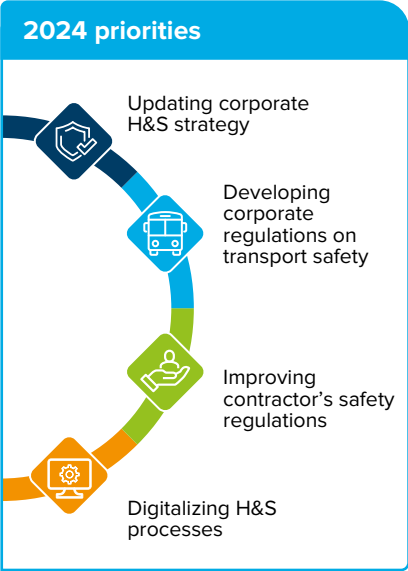 2024 priorities
Updating corporate
H&S strategy
Developing
corporate
regulations on
transport safety
Improving
contractor’s safety
regulations
Digitalizing H&S
processes